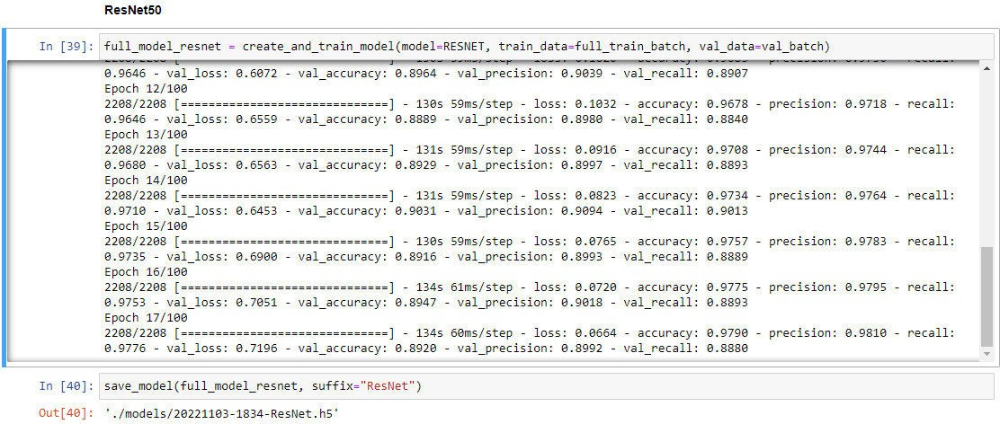 ResNet50
In [39]: full_model_resnet = create_and_train_model(model=RESNET, train_data=full_train_batch, val_data=val_batch)
0.9646 - val_loss: 0.6072 - val_accuracy: 0.8964 - val_precision: 0.9039 - val_recall: 0.8907
Epoch 12/100
2208/2208 [==============================] - 130s 59ms/step - loss: 0.1032 - accuracy: 0.9678 - precision: 0.9718 - recall:
0.9646 - val_loss: 0.6559 - val_accuracy: 0.8889 - val_precision: 0.8980 - val_recall: 0.8840
Epoch 13/100
2208/2208 [==============================] - 131s 59ms/step - loss: 0.0916 - accuracy: 0.9708 - precision: 0.9744 - recall:
0.9680 - val_loss: 0.6563 - val_accuracy: 0.8929 - val_precision: 0.8997 - val_recall: 0.8893
Epoch 14/100
2208/2208 [==============================] - 131s 59ms/step - loss: 0.0823 - accuracy: 0.9734 - precision: 0.9764 - recall:
0.9710 - val_loss: 0.6453 - val_accuracy: 0.9031 - val_precision: 0.9094 - val_recall: 0.9013
Epoch 15/100
2208/2208 [==============================] - 130s 59ms/step - loss: 0.0765 - accuracy: 0.9757 - precision: 0.9783 - recall:
0.9735 - val_loss: 0.6900 - val_accuracy: 0.8916 - val_precision: 0.8993 - val_recall: 0.8889
Epoch 16/100
2208/2208 [==============================] - 134s 61ms/step - loss: 0.0720 - accuracy: 0.9775 - precision: 0.9795 - recall:
0.9753 - val_loss: 0.7051 - val_accuracy: 0.8947 - val_precision: 0.9018 - val_recall: 0.8893
Epoch 17/100
2208/2208 [==============================] - 134s 60ms/step - loss: 0.0664 - accuracy: 0.9790 - precision: 0.9810 - recall:
0.9776 - val_loss: 0.7196 - val_accuracy: 0.8920 - val_precision: 0.8992 - val_recall: 0.8880
In [40]: save_model(full_model_resnet, suffix="ResNet")
Out[40]: './models/20221103-1834-ResNet.h5'